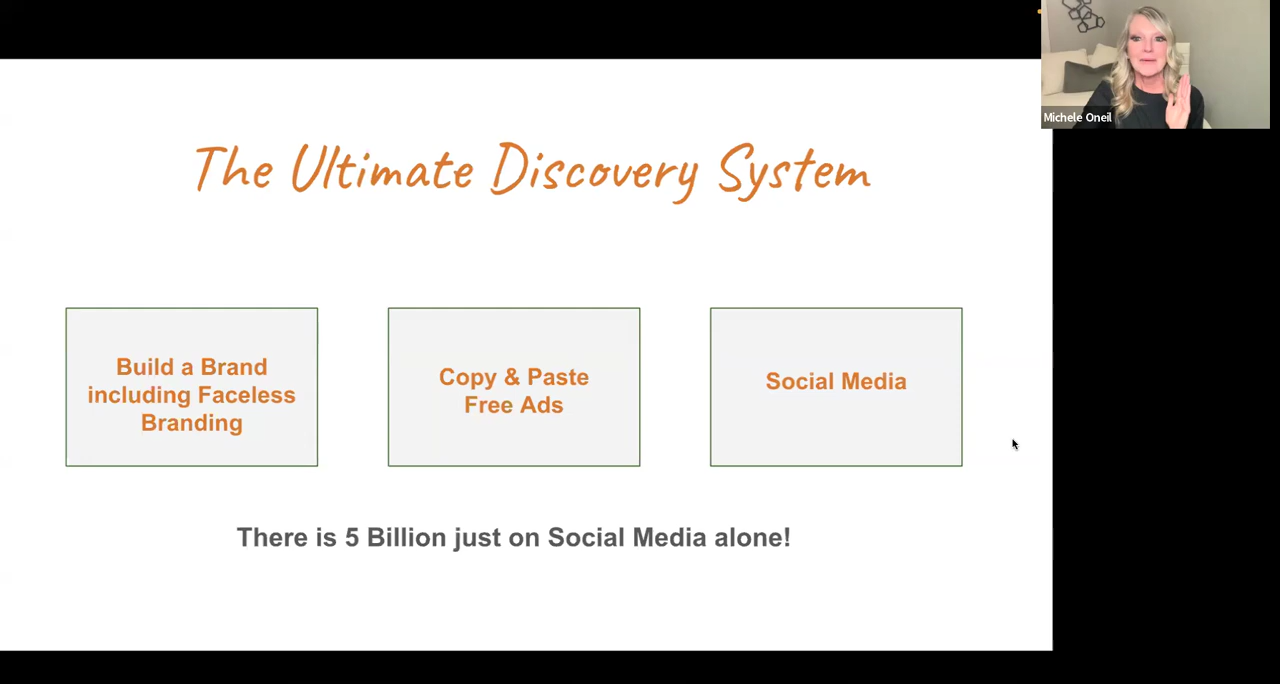 Michele Oneil
The Ultimate Discovery System
Build a Brand
including Faceless
Branding
Copy & Paste
Free Ads
Social Media
There is 5 Billion just on Social Media alone!